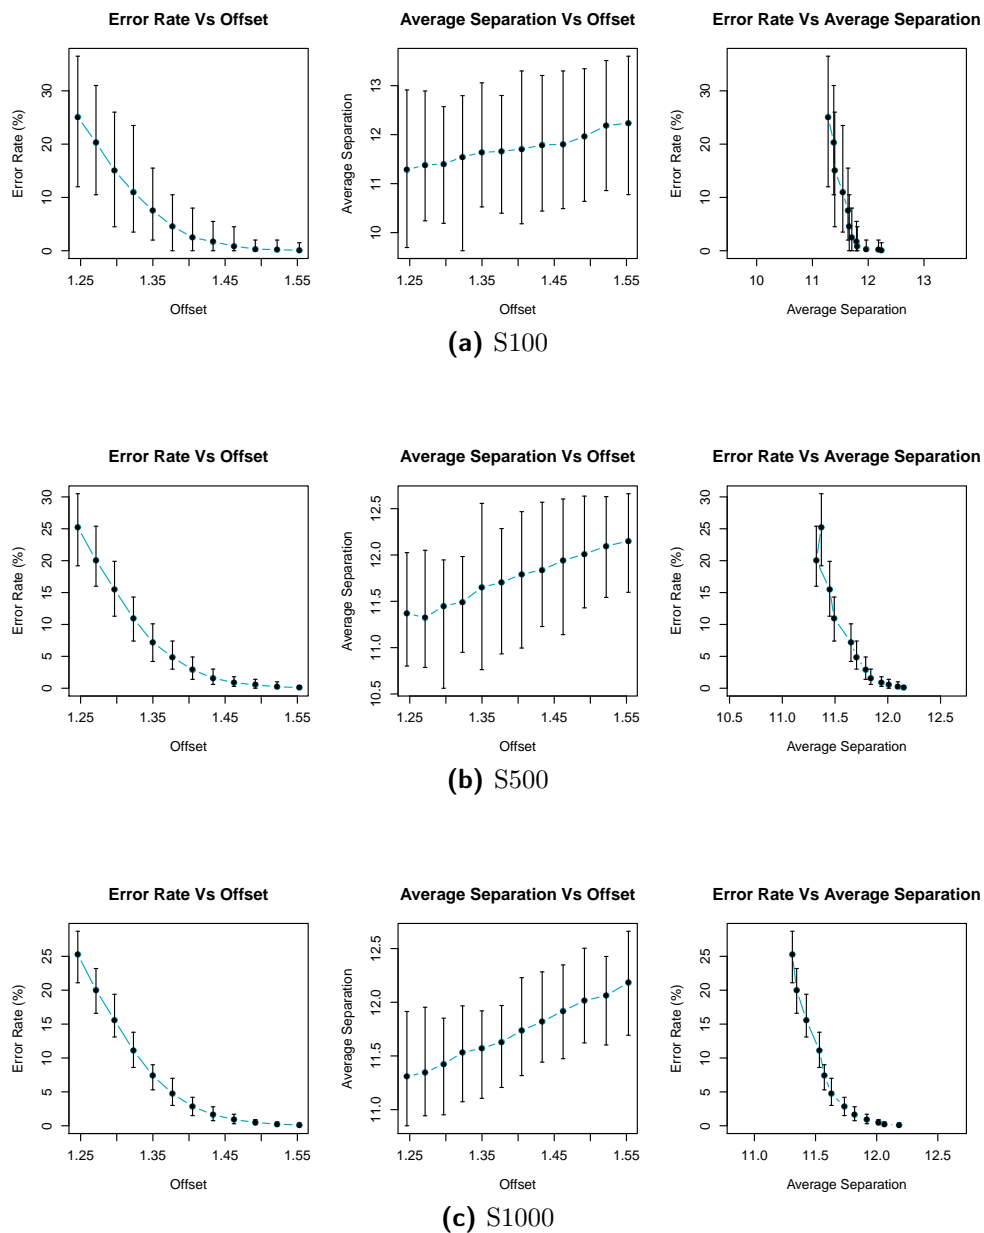 Error Rate Vs Offset
Error Rate (%)
0 10 20 30
1.25 1.35 1.45 1.55
Offset
Average Separation Vs Offset
Average Separation
10 11 12 13
1.25 1.35 1.45 1.55
Offset
Error Rate Vs Average Separation
Error Rate (%)
0 10 20 30
10 11 12 13
Average Separation
(a) S100
Error Rate Vs Offset
Error Rate (%)
0 5 10 15 20 25 30
1.25 1.35 1.45 1.55
Offset
Average Separation Vs Offset
Average Separation
10.5 11.0 11.5 12.0 12.5
1.25 1.35 1.45 1.55
Offset
Error Rate Vs Average Separation
Error Rate (%)
0 5 10 15 20 25 30
10.5 11.0 11.5 12.0 12.5
Average Separation
(b) S500
Error Rate Vs Offset
Error Rate (%)
0 5 10 15 20 25
1.25 1.35 1.45 1.55
Offset
Average Separation Vs Offset
Average Separation
11.0 11.5 12.0 12.5
1.25 1.35 1.45 1.55
Offset
Error Rate Vs Average Separation
Error Rate (%)
0 5 10 15 20 25
11.0 11.5 12.0 12.5
Average Separation
(c) S1000